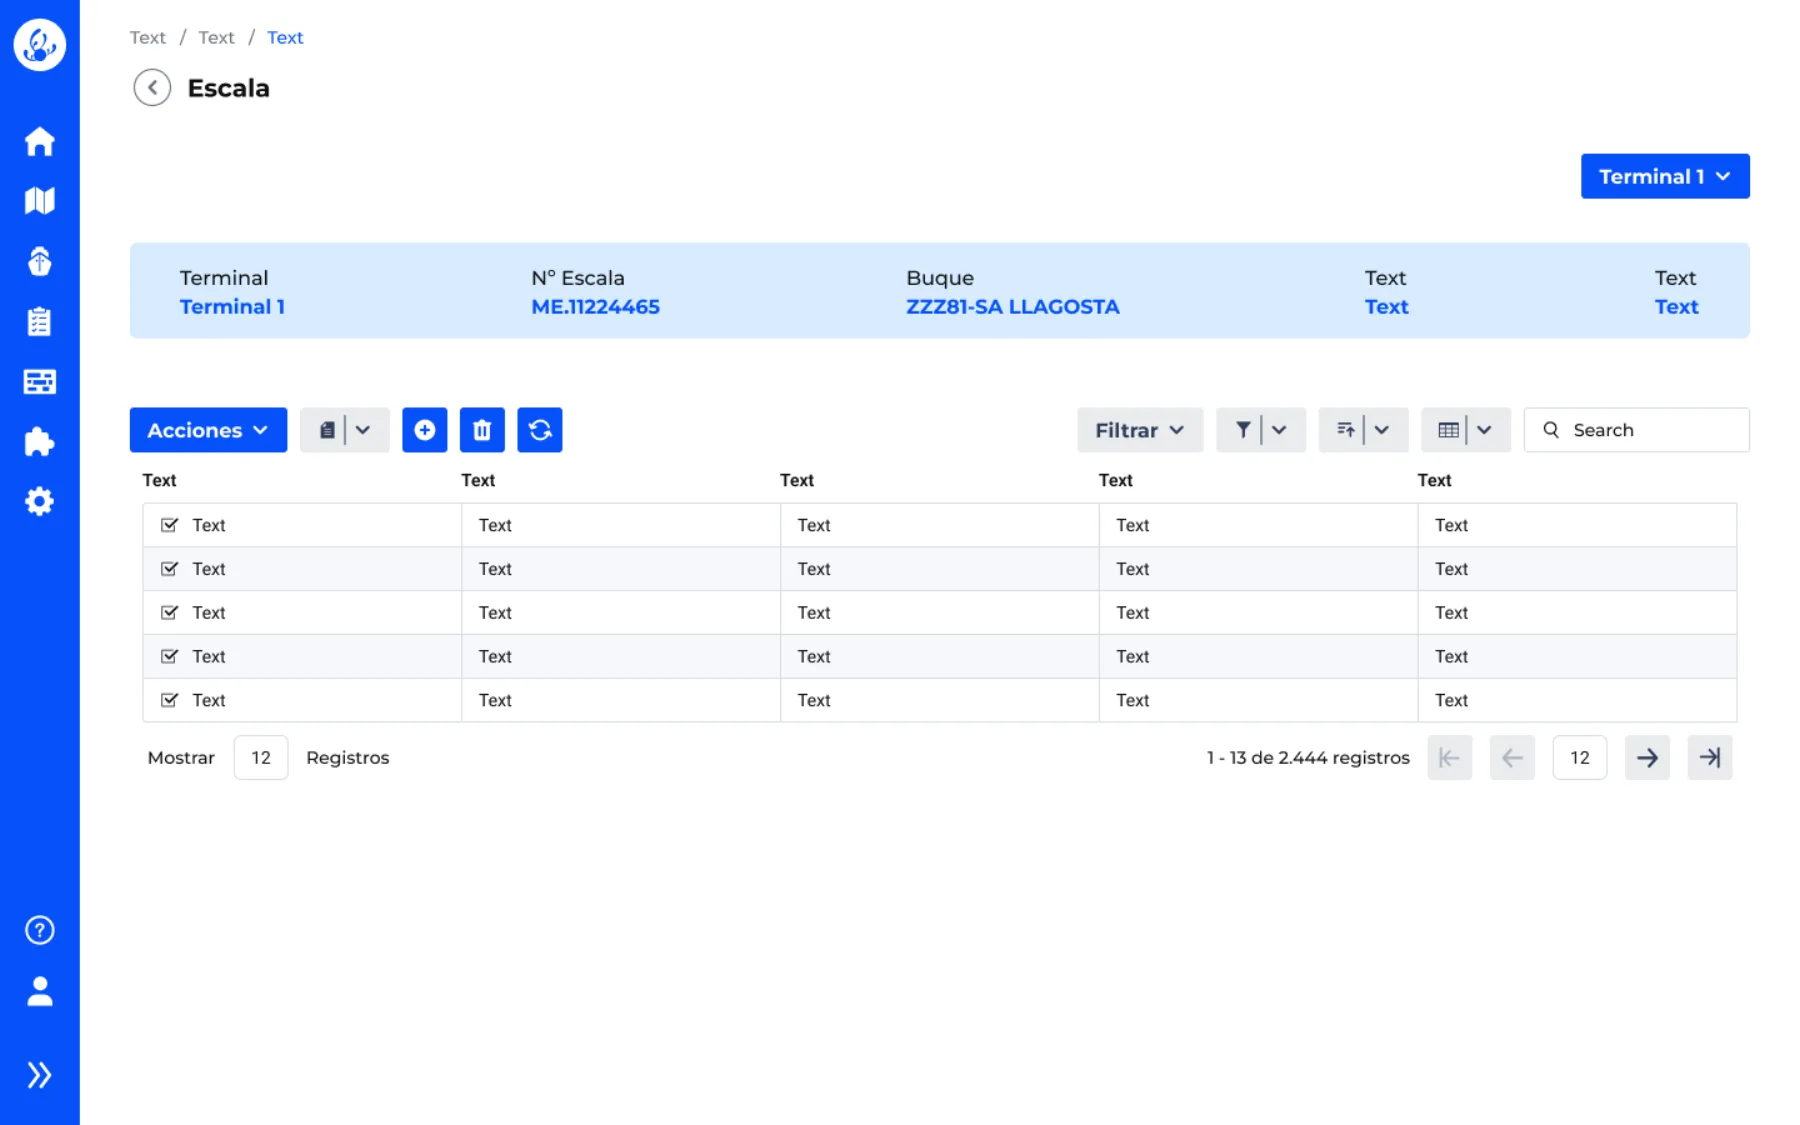 Text / Text / Text
Escala
Terminal 1
Terminal Nº Escala Buque Text Text
Terminal 1 ME.11224465 ZZZ81-SA LLAGOSTA Text Text
Acciones Filtrar Search
Text Text Text Text Text
Text Text Text Text Text
Text Text Text Text Text
Text Text Text Text Text
Text Text Text Text Text
Text Text Text Text Text
Mostrar 12 Registros 1 - 13 de 2.444 registros 12